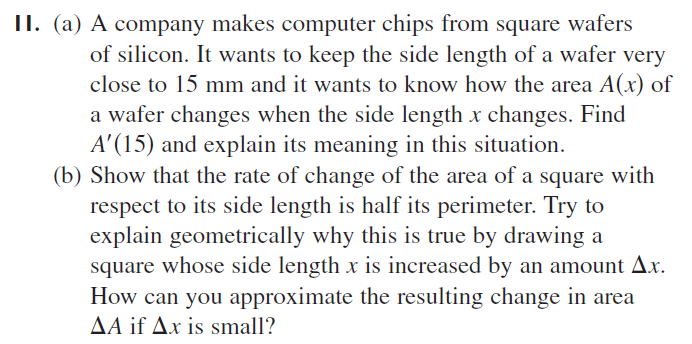 11. (a) A company makes computer chips from square wafers
of silicon. It wants to keep the side length of a wafer very
close to 15 mm and it wants to know how the area A(x) of
a wafer changes when the side length x changes. Find
A′(15) and explain its meaning in this situation.
(b) Show that the rate of change of the area of a square with
respect to its side length is half its perimeter. Try to
explain geometrically why this is true by drawing a
square whose side length x is increased by an amount Δx.
How can you approximate the resulting change in area
ΔA if Δx is small?